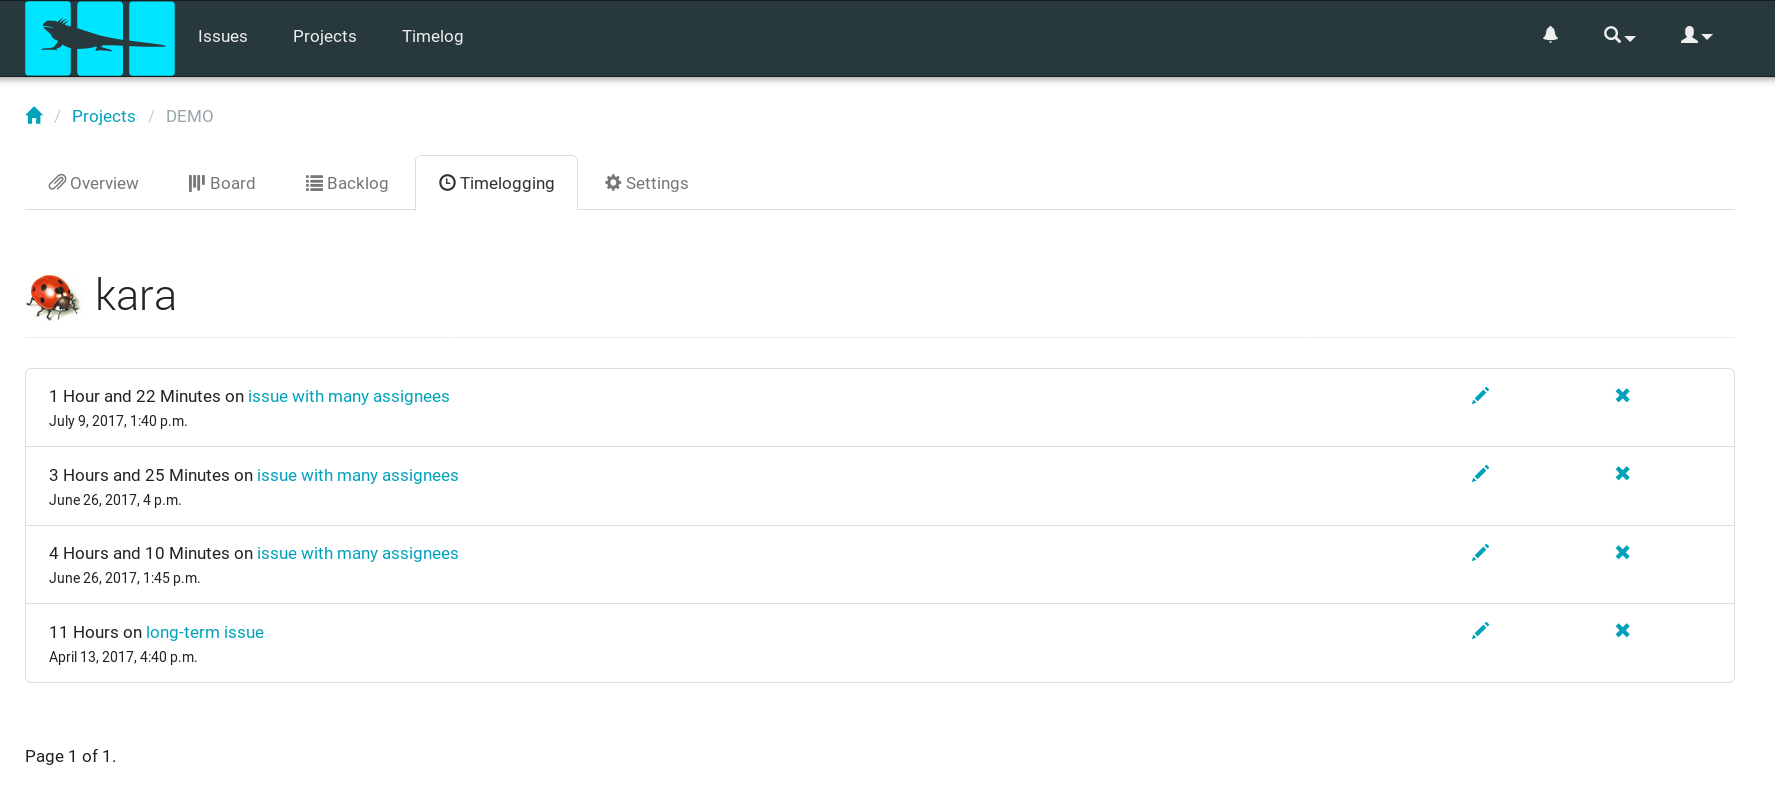 Issues Projects Timelog
/ Projects / DEMO
Overview Board Backlog Timelogging Settings
kara
1 Hour and 22 Minutes on issue with many assignees
July 9, 2017, 1:40 p.m.
3 Hours and 25 Minutes on issue with many assignees
June 26, 2017, 4 p.m.
4 Hours and 10 Minutes on issue with many assignees
June 26, 2017, 1:45 p.m.
11 Hours on long-term issue
April 13, 2017, 4:40 p.m.
Page 1 of 1.